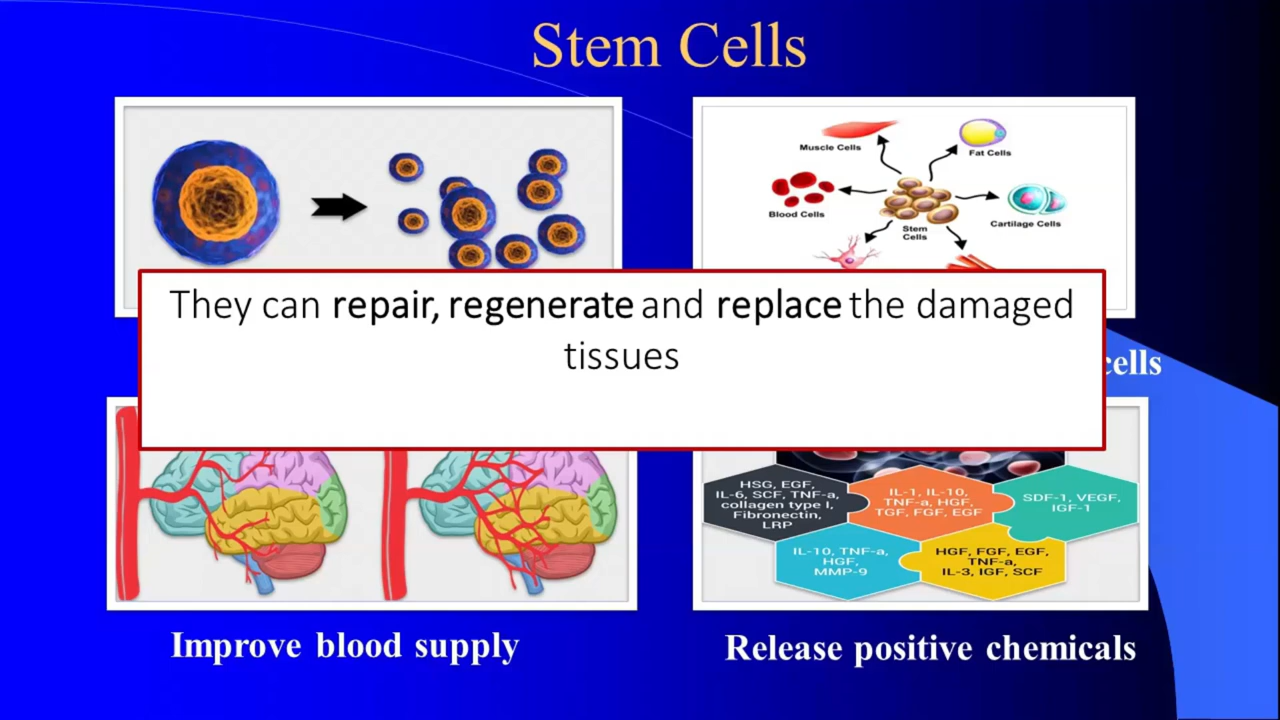 Stem Cells
Muscle Cells
Fat Cells
Blood Cells
Cartilage Cells
Stem
Cells
They can repair, regenerate and replace the damaged
tissues
cells
HSG, EGF,
IL-6, SCF, TNF-a,
collagen type I,
Fibronectin,
LRP
IL-1, IL-10,
TNF-a, HGF,
TGF, FGF, EGF
SDF-1, VEGF,
IGF-1
IL-10, TNF-a,
HGF,
MMP-9
HGF, FGF, EGF,
TNF-a,
IL-3, IGF, SCF
Improve blood supply
Release positive chemicals